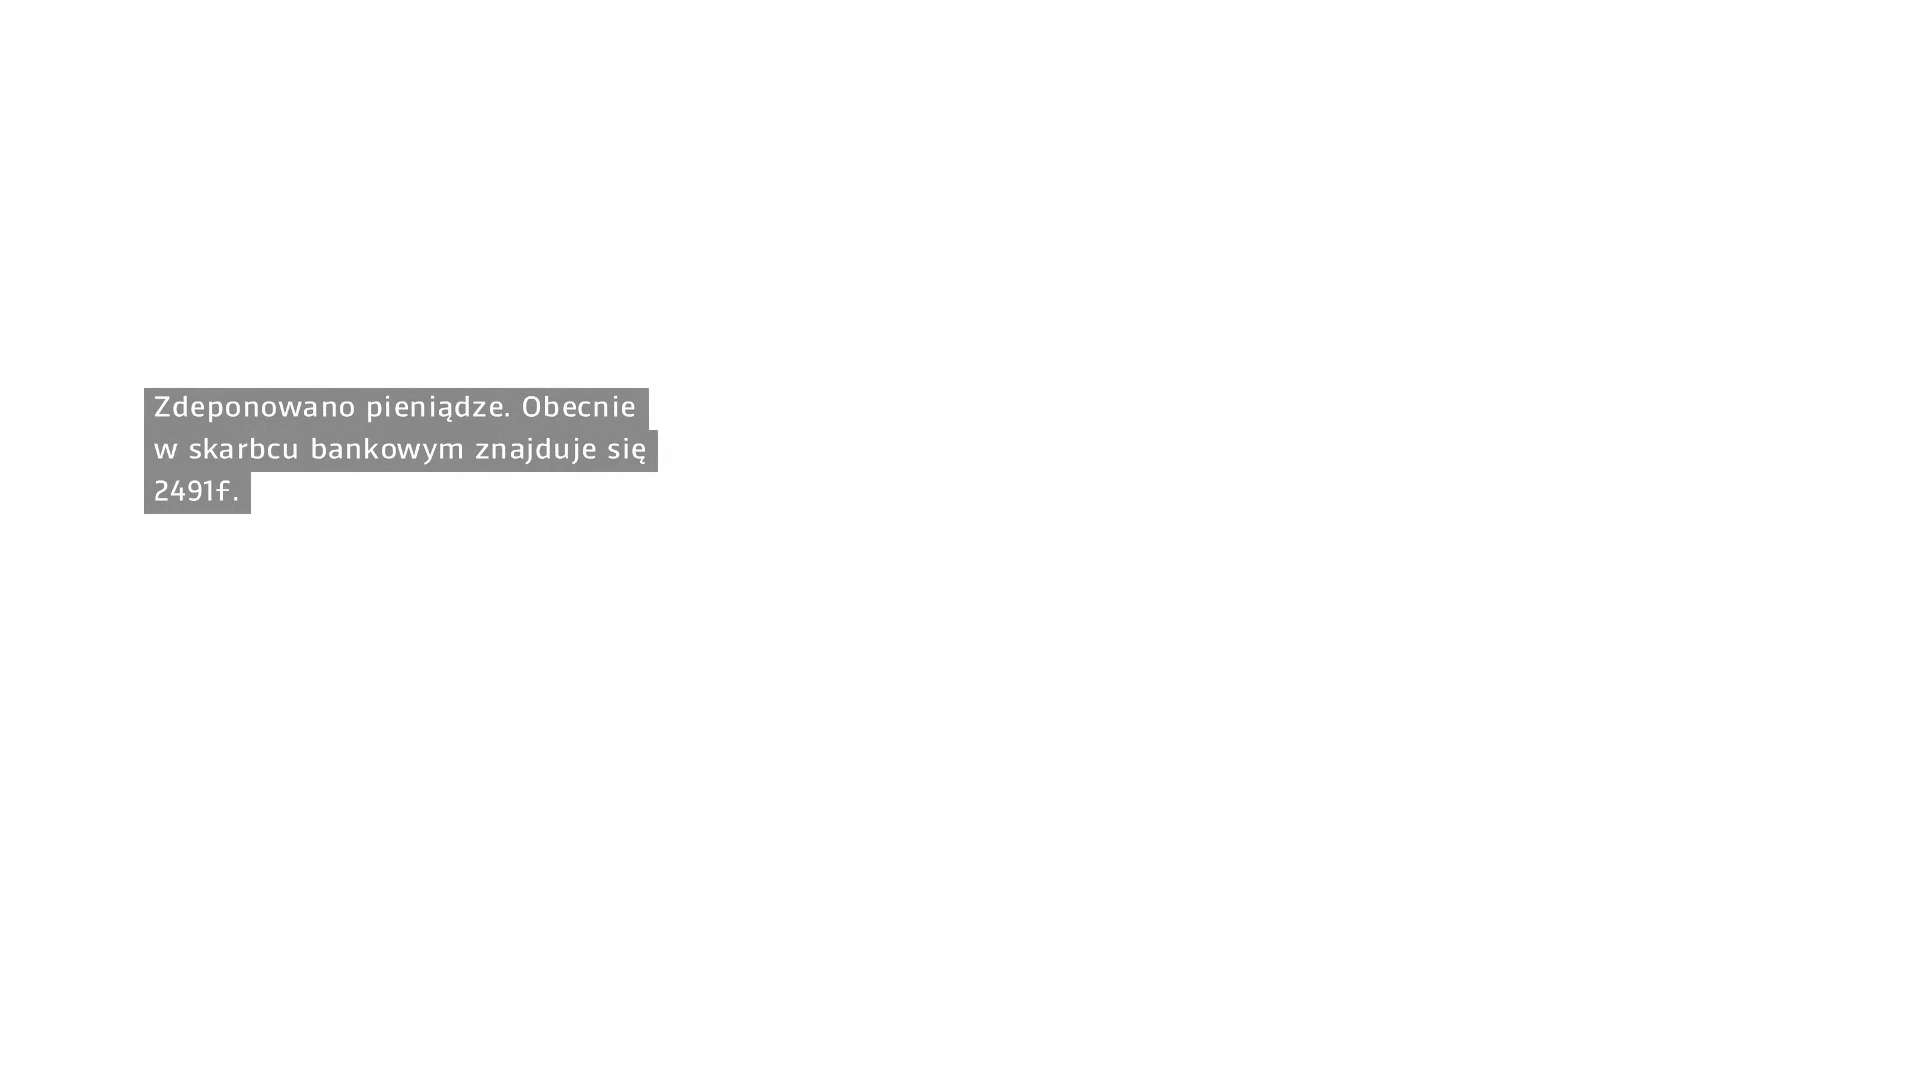 Zdeponowano pieniądze. Obecnie
w skarbcu bankowym znajduje się
2491f.